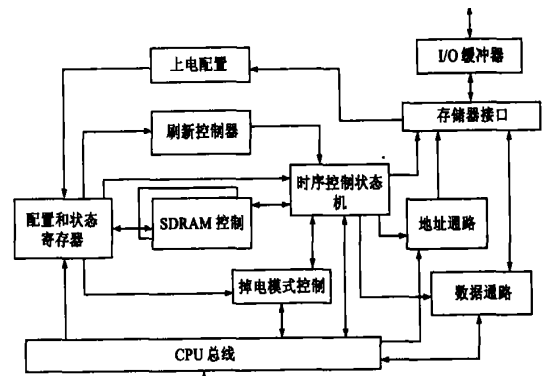 I/O 缓冲器
上电配置
存储器接口
刷新控制器
时序控制状态
机
配置和状态
寄存器
SDRAM 控制
地址通路
掉电模式控制
数据通路
CPU 总线